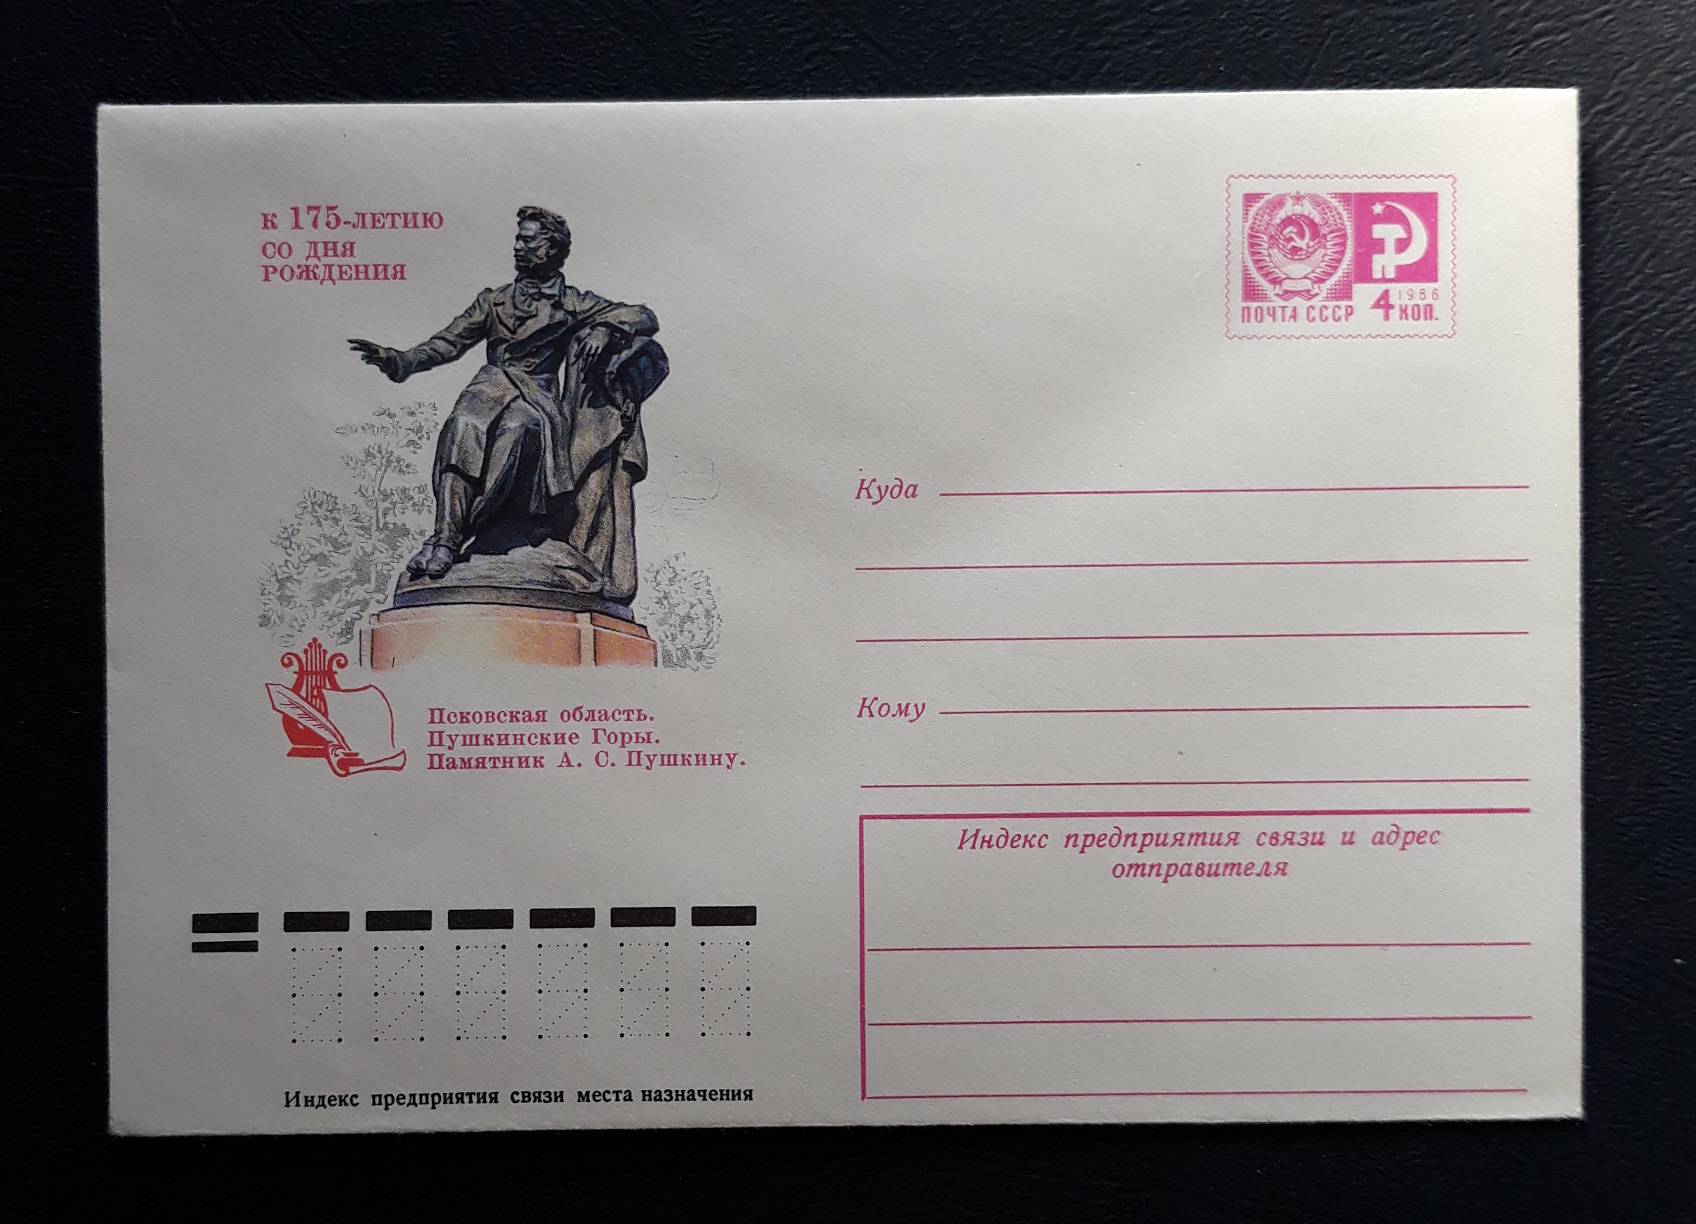 к 175-летию
со дня
рождения
1966
ПОЧТА СССР 4 КОП.
Куда
Кому
Псковская область.
Пушкинские Горы.
Памятник А. С. Пушкину.
Индекс предприятия связи и адрес
отправителя
Индекс предприятия связи места назначения